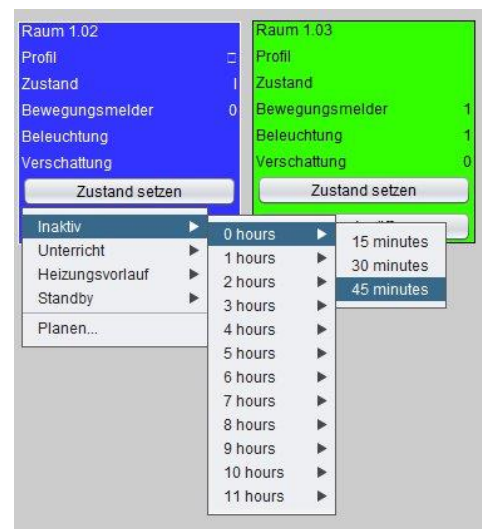 Raum 1.02
Profil □
Zustand I
Bewegungsmelder 0
Beleuchtung
Verschattung
Zustand setzen
Raum 1.03
Profil
Zustand
Bewegungsmelder 1
Beleuchtung 1
Verschattung 0
Zustand setzen
Inaktiv
Unterricht
Heizungsvorlauf
Standby
Planen...
0 hours
1 hours
2 hours
3 hours
4 hours
5 hours
6 hours
7 hours
8 hours
9 hours
10 hours
11 hours
15 minutes
30 minutes
45 minutes